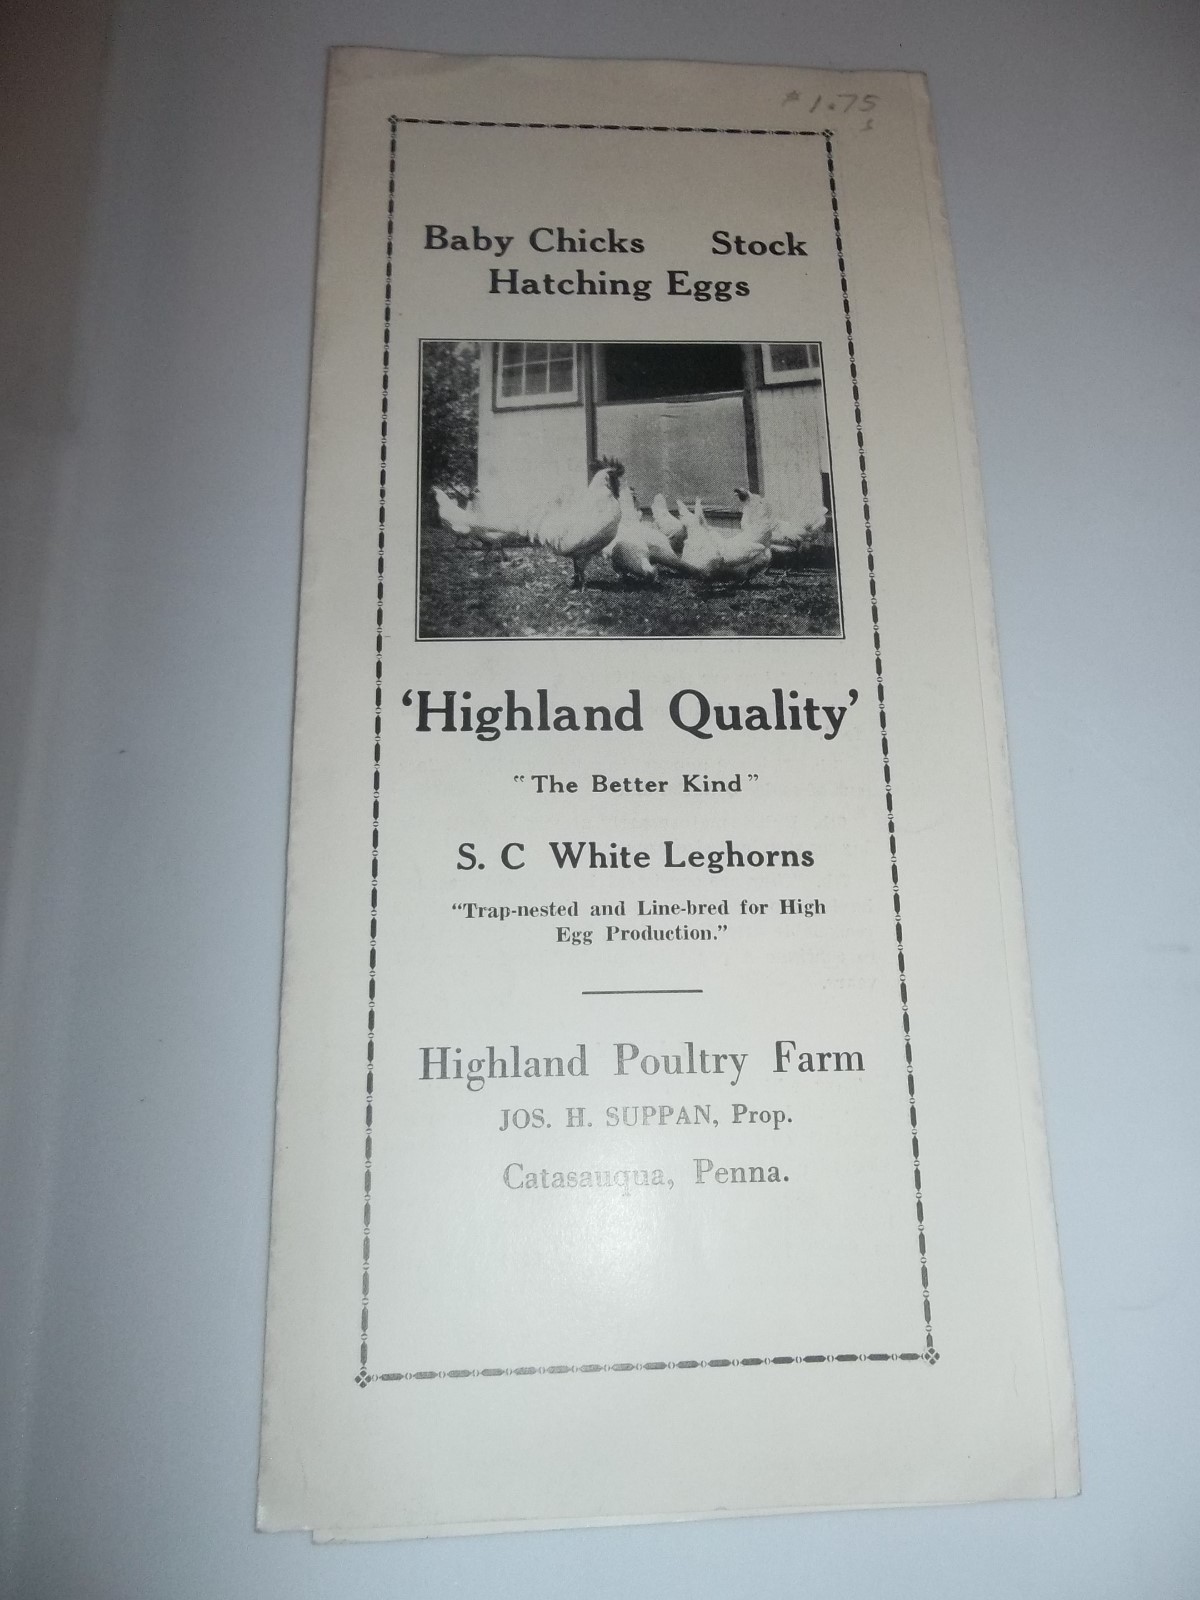 $1.75
Baby Chicks Stock
Hatching Eggs
‘Highland Quality’
“The Better Kind”
S. C White Leghorns
“Trap-nested and Line-bred for High
Egg Production.”
Highland Poultry Farm
JOS. H. SUPPAN, Prop.
Catasauqua, Penna.